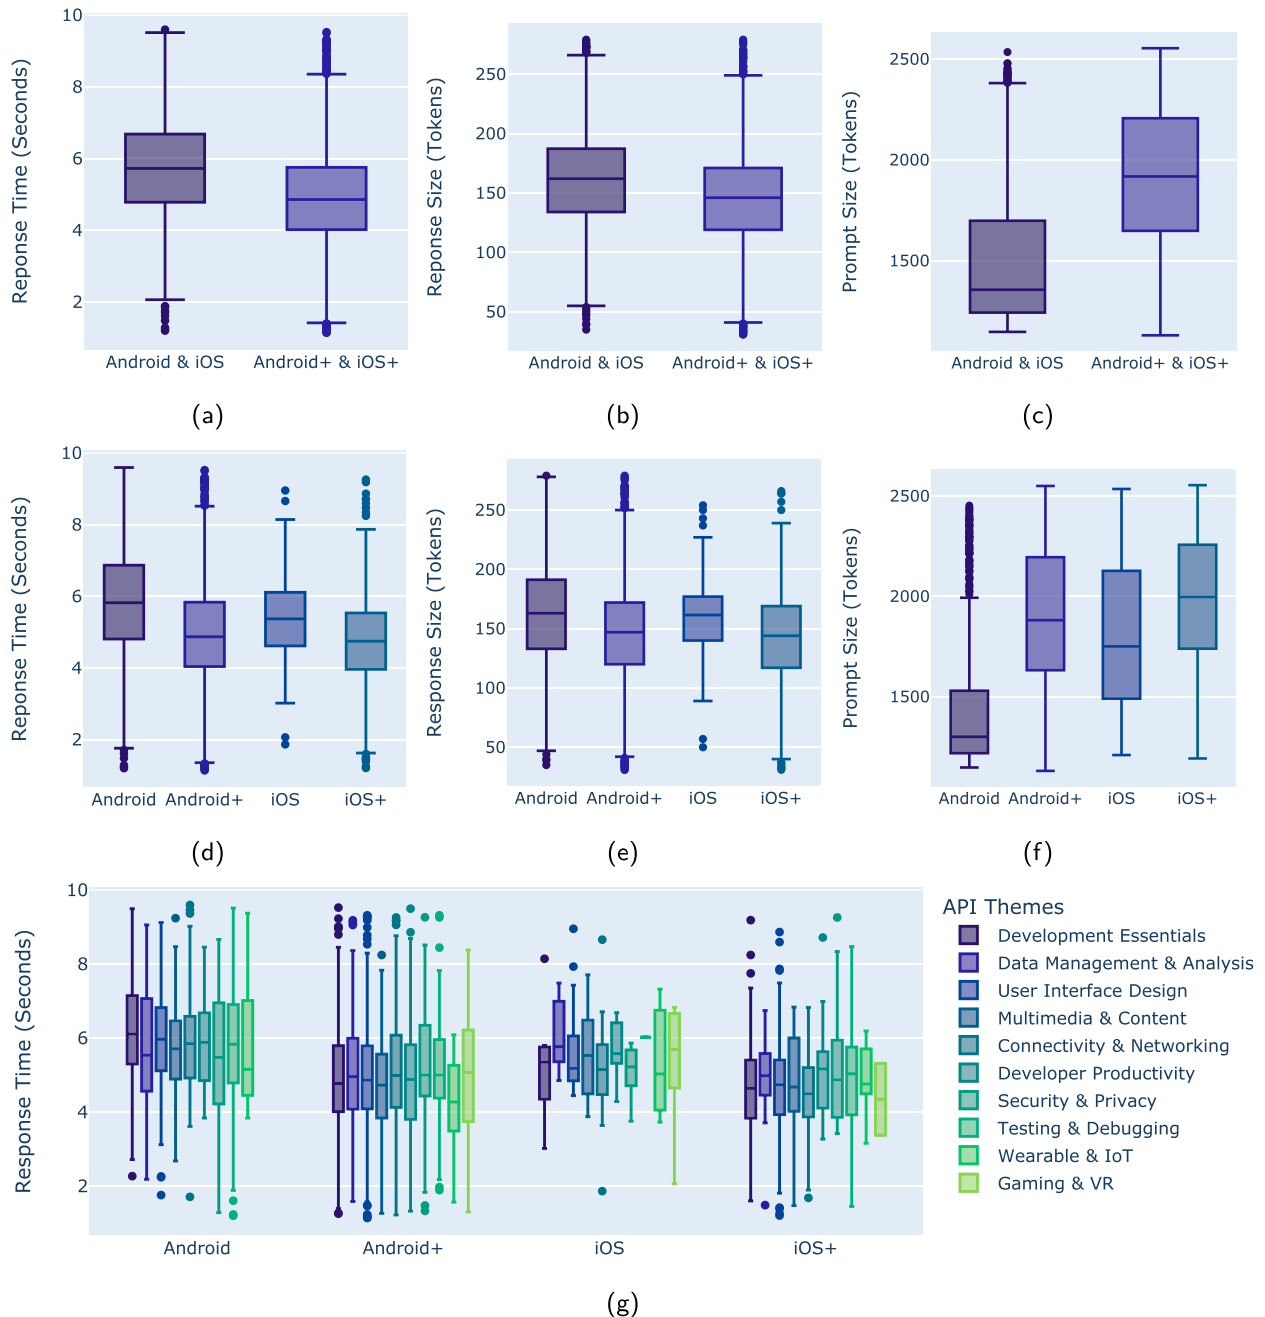 Reponse Time (Seconds)
10
8
6
4
2
Android & iOS
Android+ & iOS+
(a)
Reponse Size (Tokens)
250
200
150
100
50
Android & iOS
Android+ & iOS+
(b)
Prompt Size (Tokens)
2500
2000
1500
Android & iOS
Android+ & iOS+
(c)
Reponse Time (Seconds)
10
8
6
4
2
Android
Android+
iOS
iOS+
(d)
Response Size (Tokens)
250
200
150
100
50
Android
Android+
iOS
iOS+
(e)
Prompt Size (Tokens)
2500
2000
1500
Android
Android+
iOS
iOS+
(f)
Response Time (Seconds)
10
8
6
4
2
Android
Android+
iOS
iOS+
API Themes
Development Essentials
Data Management & Analysis
User Interface Design
Multimedia & Content
Connectivity & Networking
Developer Productivity
Security & Privacy
Testing & Debugging
Wearable & IoT
Gaming & VR
(g)